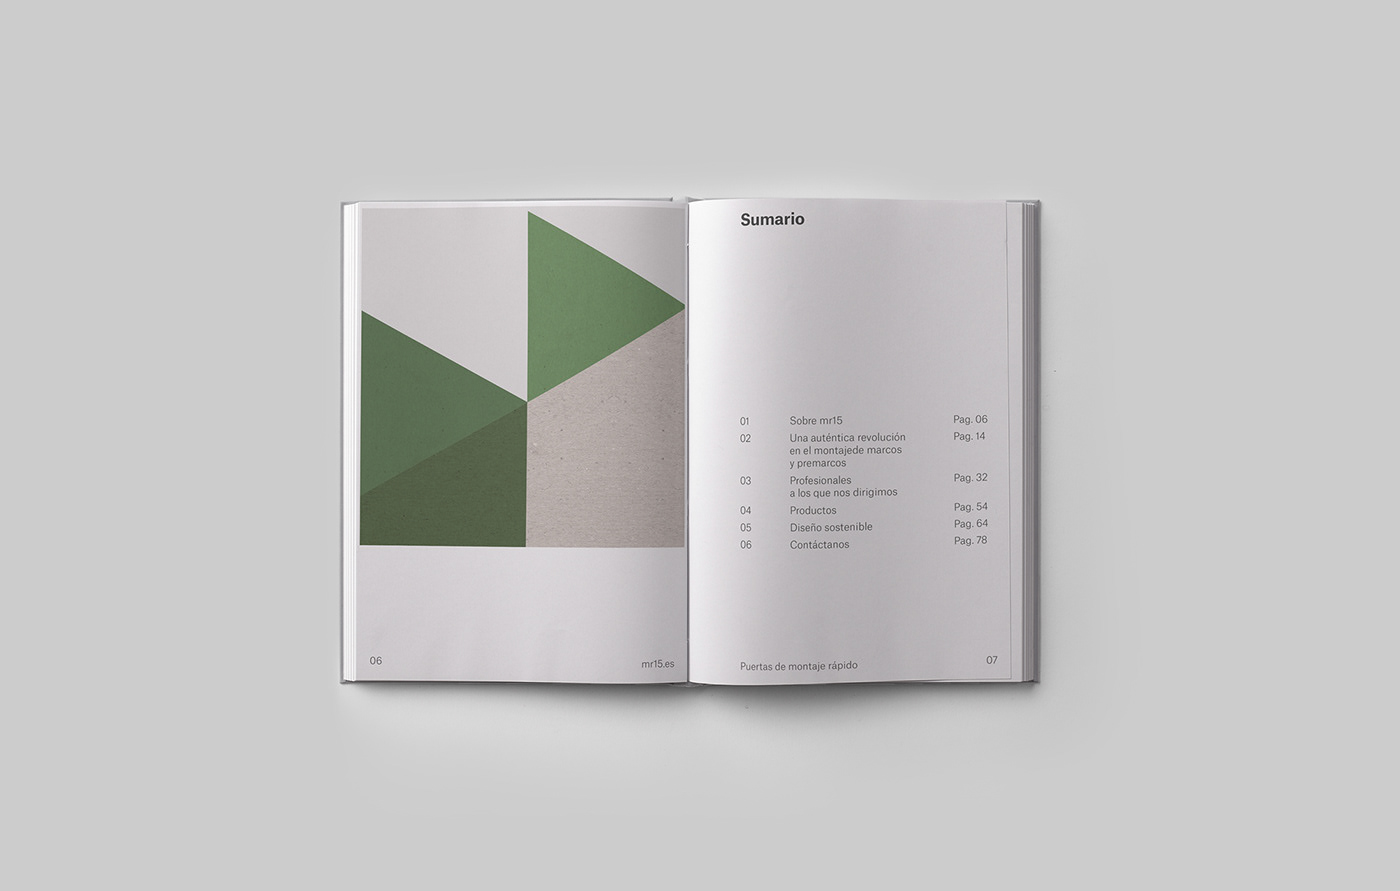 06
mr15.es
Sumario
01 Sobre mr15 Pag. 06
02 Una auténtica revolución Pag. 14
en el montajede marcos
y premarcos
03 Profesionales Pag. 32
a los que nos dirigimos
04 Productos Pag. 54
05 Diseño sostenible Pag. 64
06 Contáctanos Pag. 78
Puertas de montaje rápido
07